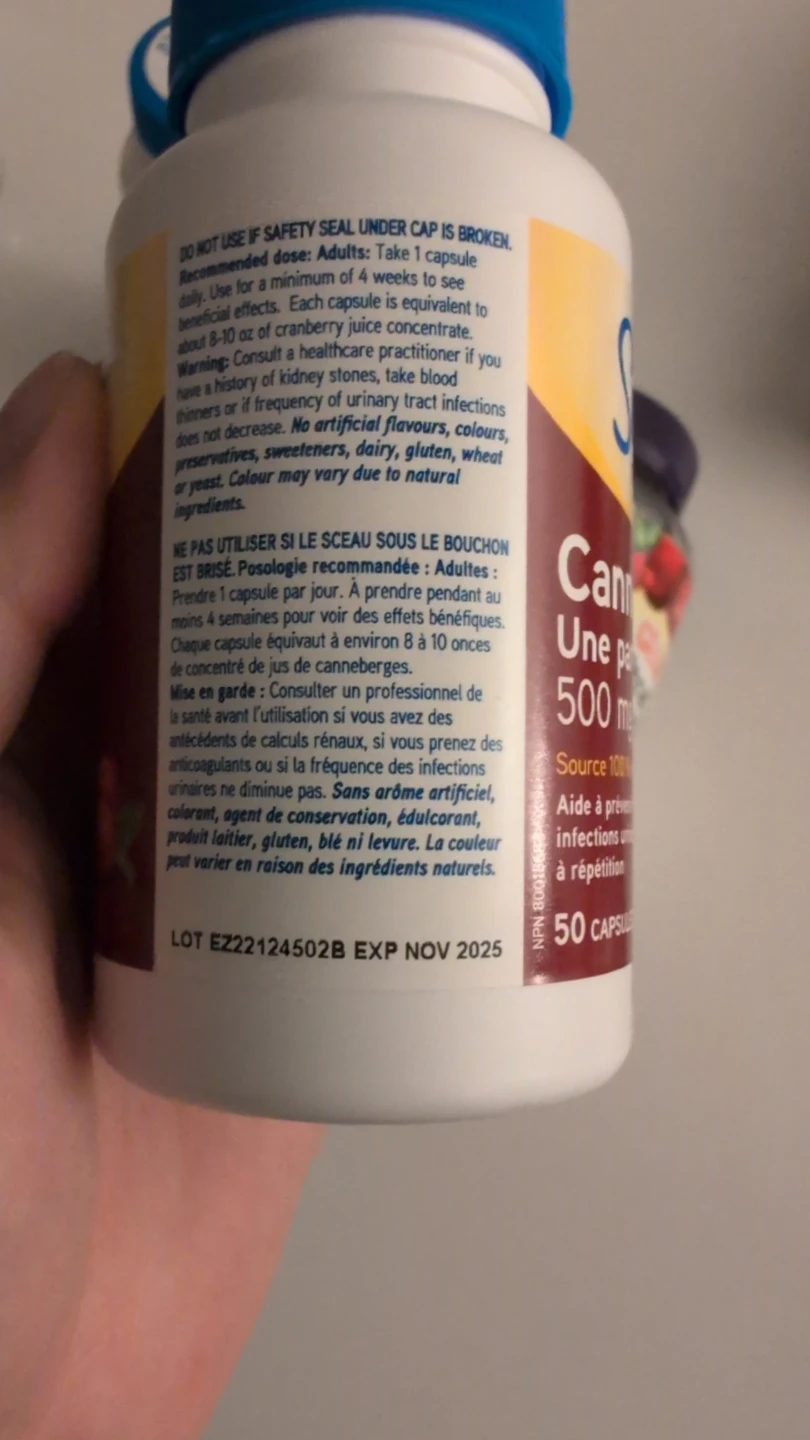 DO NOT USE IF SAFETY SEAL UNDER CAP IS BROKEN.
Recommended dose: Adults: Take 1 capsule
daily. Use for a minimum of 4 weeks to see
beneficial effects. Each capsule is equivalent to
about 8-10 oz of cranberry juice concentrate.
Warning: Consult a healthcare practitioner if you
have a history of kidney stones, take blood
thinners or if frequency of urinary tract infections
does not decrease. No artificial flavours, colours,
preservatives, sweeteners, dairy, gluten, wheat
or yeast. Colour may vary due to natural
ingredients.
NE PAS UTILISER SI LE SCEAU SOUS LE BOUCHON
EST BRISÉ. Posologie recommandée : Adultes :
Prendre 1 capsule par jour. À prendre pendant au
moins 4 semaines pour voir des effets bénéfiques.
Chaque capsule équivaut à environ 8 à 10 onces
de concentré de jus de canneberges.
Mise en garde : Consulter un professionnel de
la santé avant l'utilisation si vous avez des
antécédents de calculs rénaux, si vous prenez des
anticoagulants ou si la fréquence des infections
urinaires ne diminue pas. Sans arôme artificiel,
colorant, agent de conservation, édulcorant,
produit laitier, gluten, blé ni levure. La couleur
peut varier en raison des ingrédients naturels.
LOT EZ22124502B EXP NOV 2025
NPN
Cann
Une pa
500 m
Source 100
Aide à préve
infections u
à répétition
50 CAPSULE